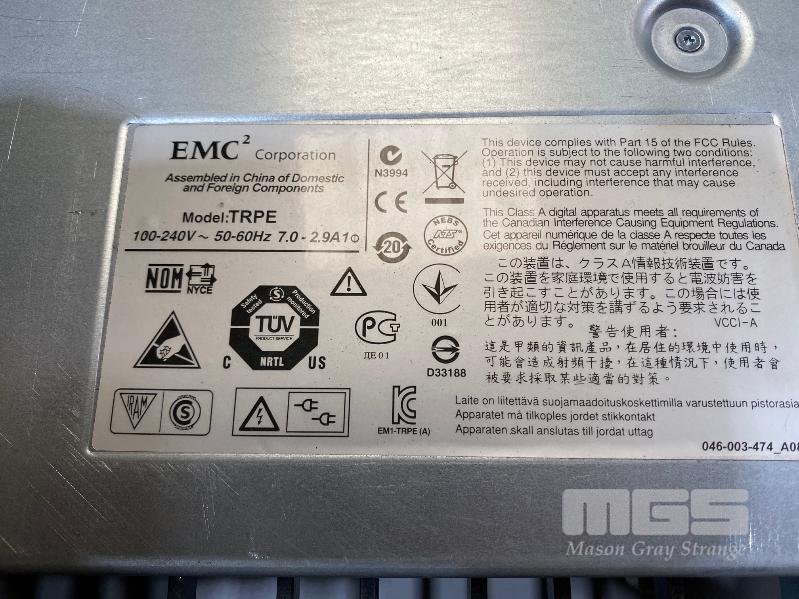 EMC² Corporation
Assembled in China of Domestic
and Foreign Components
Model:TRPE
100-240V ~ 50-60Hz 7.0 - 2.9A1Φ
N3994
CE
20
NEBS
Certified
This device complies with Part 15 of the FCC Rules.
Operation is subject to the following two conditions:
(1) This device may not cause harmful interference,
and (2) this device must accept any interference
received, including interference that may cause
undesired operation.
This Class A digital apparatus meets all requirements of
the Canadian Interference Causing Equipment Regulations.
Cet appareil numérique de la classe A respecte toutes les
exigences du Réglement sur le matériel brouilleur du Canada
この装置は、クラスA情報技術装置です。
この装置を家庭環境で使用すると電波妨害を
引き起こすことがあります。この場合には使
用者が適切な対策を講ずるよう要求されるこ
とがあります。 VCCI-A
警告使用者:
這是甲類的資訊產品,在居住的環境中使用時,
可能會造成射頻干擾,在這種情況下,使用者會
被要求採取某些適當的對策。
Laite on liitettävä suojamaadoituskoskettimilla varustettuun pistorasia
Apparatet må tilkoples jordet stikkontakt
Apparaten skall anslutas till jordat uttag
046-003-474_A08
NOM
NYCE
Safety tested
Production monitored
TÜV
PRODUCT SERVICE
C NRTL US
PCT
ДЕ 01
001
D33188
VRAM
S
EM1-TRPE (A)
MGS
Mason Gray Strange